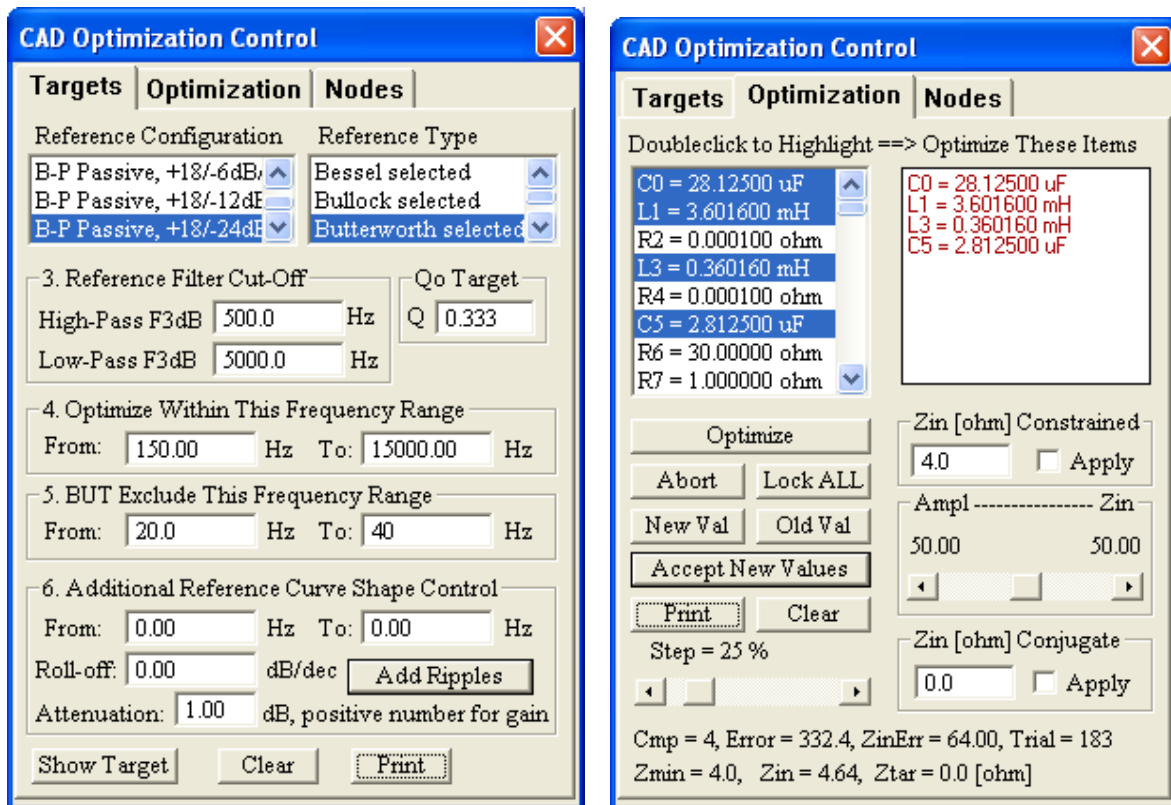 CAD Optimization Control
Targets Optimization Nodes
Reference Configuration Reference Type
B-P Passive, +18/-6dB/ Bessel selected
B-P Passive, +18/-12dB Bullock selected
B-P Passive, +18/-24dB Butterworth selected
3. Reference Filter Cut-Off Qo Target
High-Pass F3dB 500.0 Hz Q 0.333
Low-Pass F3dB 5000.0 Hz
4. Optimize Within This Frequency Range
From: 150.00 Hz To: 15000.00 Hz
5. BUT Exclude This Frequency Range
From: 20.0 Hz To: 40 Hz
6. Additional Reference Curve Shape Control
From: 0.00 Hz To: 0.00 Hz
Roll-off: 0.00 dB/dec Add Ripples
Attenuation: 1.00 dB, positive number for gain
Show Target Clear Print
CAD Optimization Control
Targets Optimization Nodes
Doubleclick to Highlight ==> Optimize These Items
C0 = 28.12500 uF C0 = 28.12500 uF
L1 = 3.601600 mH L1 = 3.601600 mH
R2 = 0.000100 ohm L3 = 0.360160 mH
L3 = 0.360160 mH C5 = 2.812500 uF
R4 = 0.000100 ohm
C5 = 2.812500 uF
R6 = 30.00000 ohm
R7 = 1.000000 ohm
Optimize Zin [ohm] Constrained
4.0 Apply
Abort Lock ALL
Ampl ---------------- Zin
New Val Old Val 50.00 50.00
Accept New Values
Print Clear
Step = 25 % Zin [ohm] Conjugate
0.0 Apply
Cmp = 4, Error = 332.4, ZinErr = 64.00, Trial = 183
Zmin = 4.0, Zin = 4.64, Ztar = 0.0 [ohm]